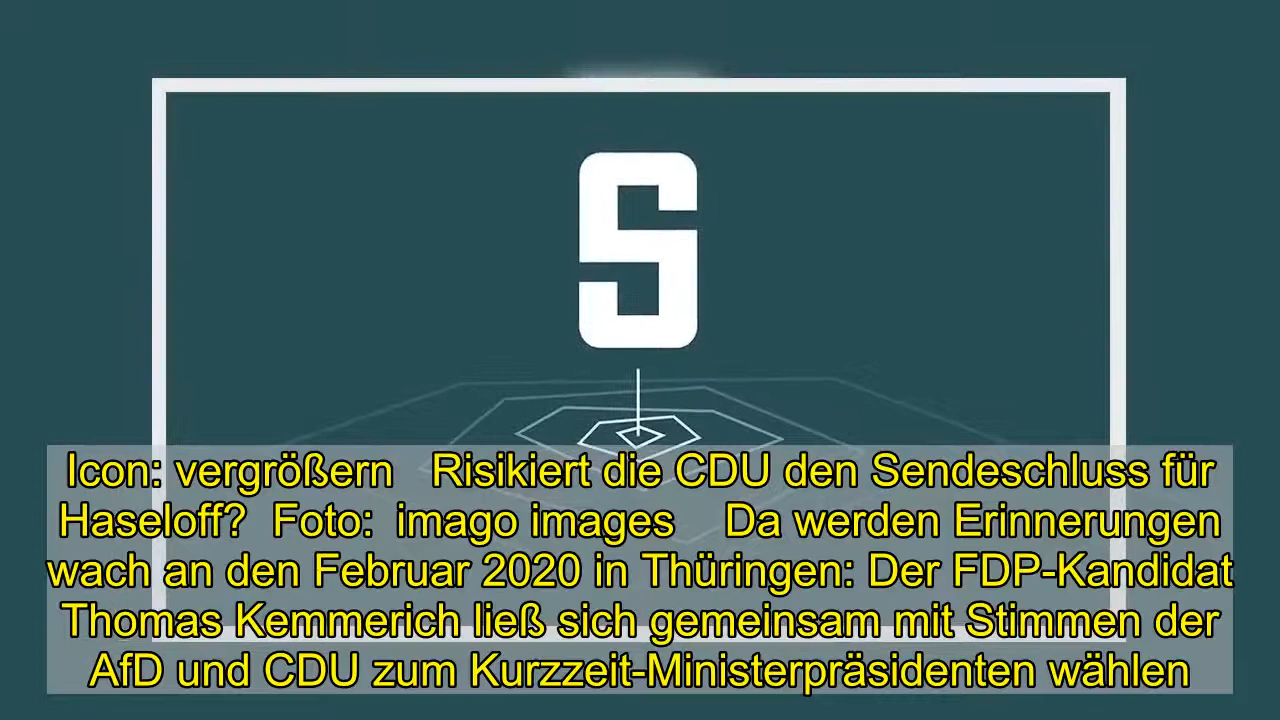 S
Icon: vergrößern   Risikiert die CDU den Sendeschluss für
Haseloff?  Foto:  imago images    Da werden Erinnerungen
wach an den Februar 2020 in Thüringen: Der FDP-Kandidat
Thomas Kemmerich ließ sich gemeinsam mit Stimmen der
AfD und CDU zum Kurzzeit-Ministerpräsidenten wählen